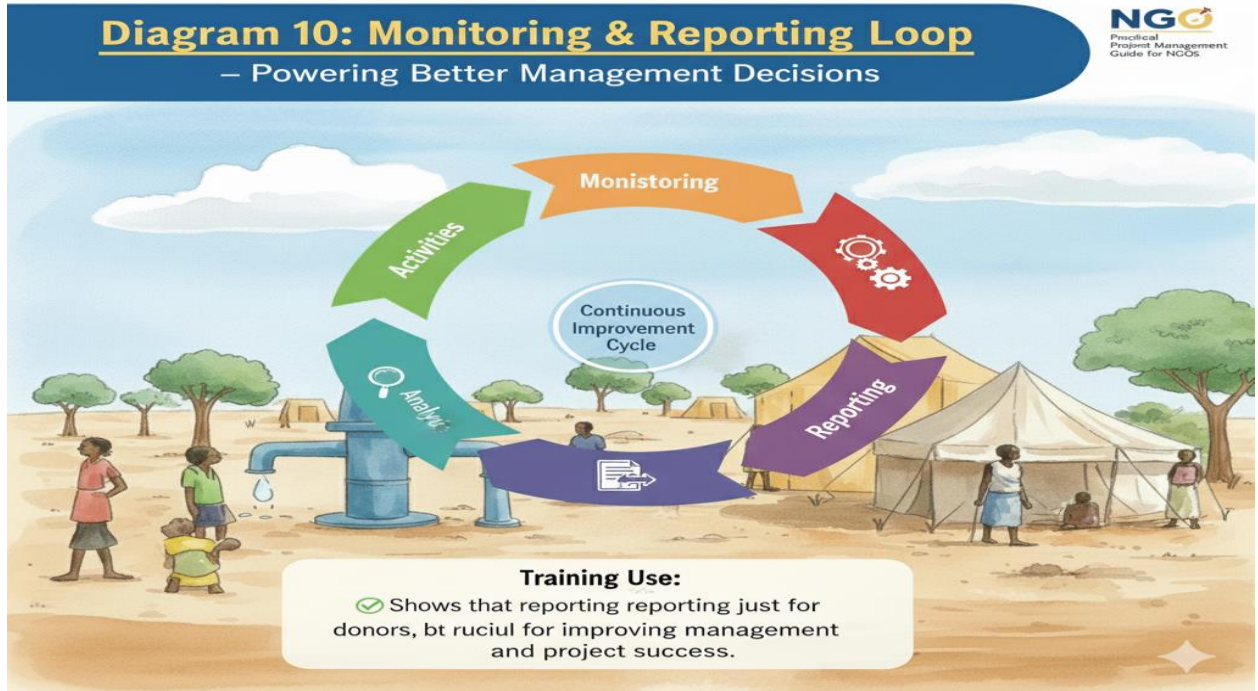 Diagram 10: Monitoring & Reporting Loop
– Powering Better Management Decisions
NGO
Project Management
Guide for NGOS
Monistoring
Activities
Continuous
Improvement
Cycle
Reporting
Training Use:
Shows that reporting reporting just for
donors, bt ruciul for improving management
and project success.